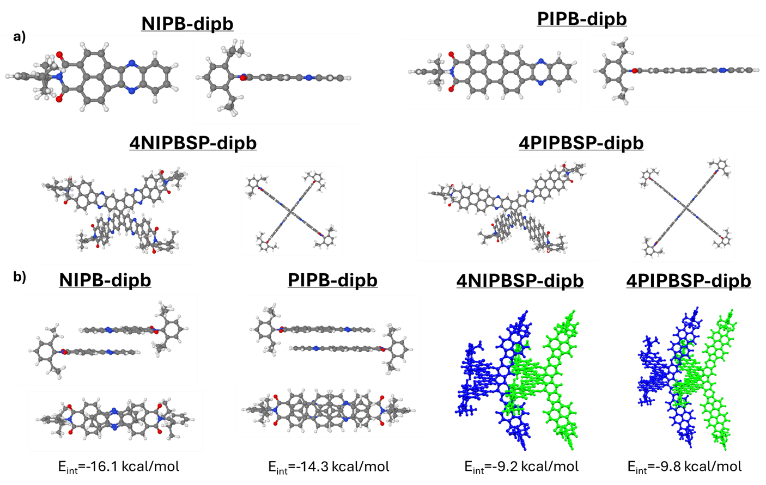 a)
NIPB-dipb
PIPB-dipb
4NIPBSP-dipb
4PIPBSP-dipb
b)
NIPB-dipb
PIPB-dipb
4NIPBSP-dipb
4PIPBSP-dipb
Eint=-16.1 kcal/mol
Eint=-14.3 kcal/mol
Eint=-9.2 kcal/mol
Eint=-9.8 kcal/mol